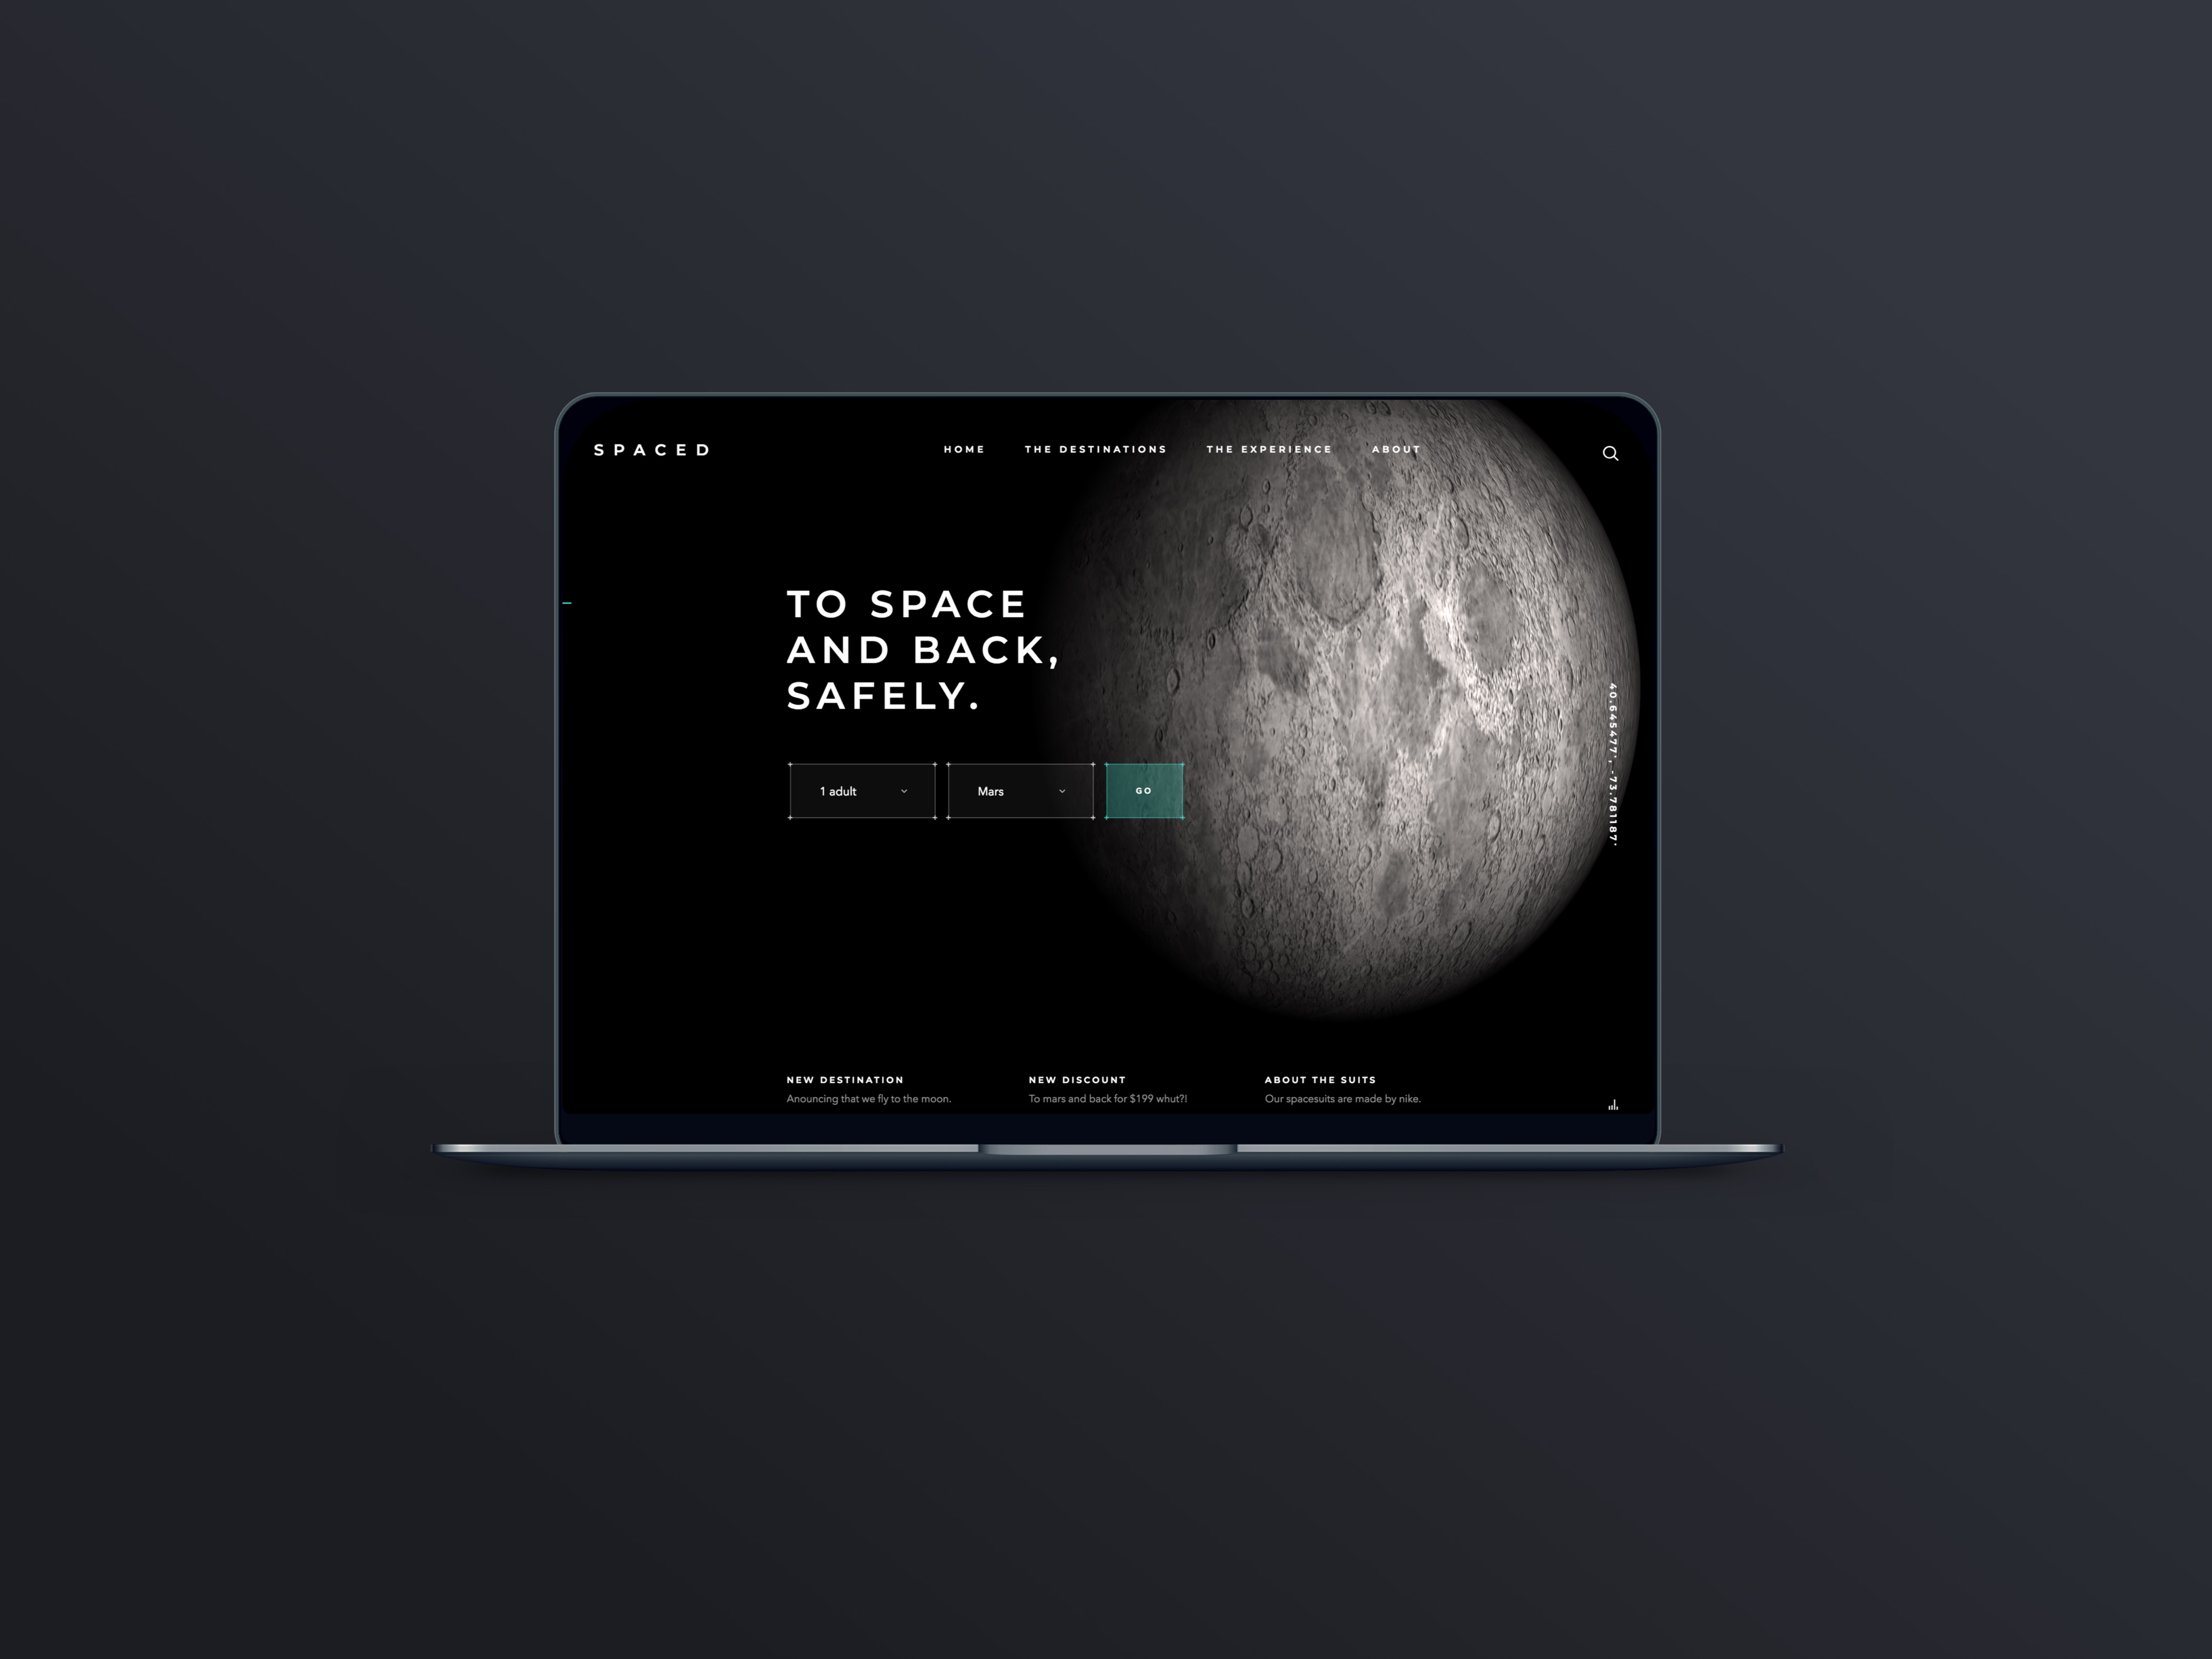 SPACED
HOME THE DESTINATIONS THE EXPERIENCE ABOUT
TO SPACE
AND BACK,
SAFELY.
1 adult Mars GO
40.645477°, -73.781187°
NEW DESTINATION NEW DISCOUNT ABOUT THE SUITS
Anouncing that we fly to the moon. To mars and back for $199 whut?! Our spacesuits are made by nike.